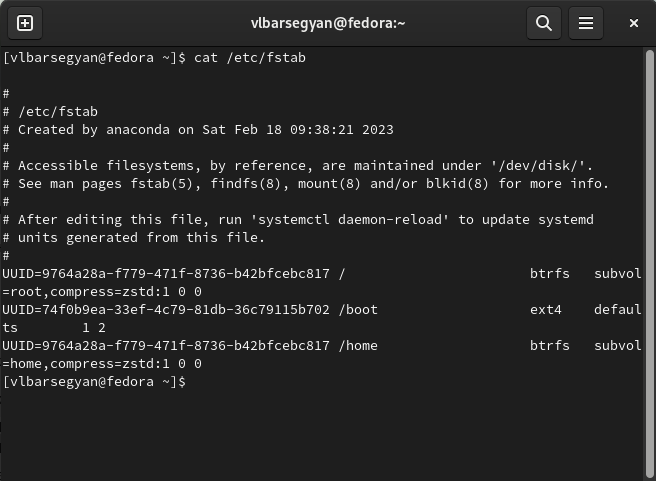 vlbarsegyan@fedora:~
[vlbarsegyan@fedora ~]$ cat /etc/fstab
#
# /etc/fstab
# Created by anaconda on Sat Feb 18 09:38:21 2023
#
# Accessible filesystems, by reference, are maintained under '/dev/disk/'.
# See man pages fstab(5), findfs(8), mount(8) and/or blkid(8) for more info.
#
# After editing this file, run 'systemctl daemon-reload' to update systemd
# units generated from this file.
#
UUID=9764a28a-f779-471f-8736-b42bfcebc817 /                       btrfs   subvol
=root,compress=zstd:1 0 0
UUID=74f0b9ea-33ef-4c79-81db-36c79115b702 /boot                   ext4    defaul
ts        1 2
UUID=9764a28a-f779-471f-8736-b42bfcebc817 /home                   btrfs   subvol
=home,compress=zstd:1 0 0
[vlbarsegyan@fedora ~]$